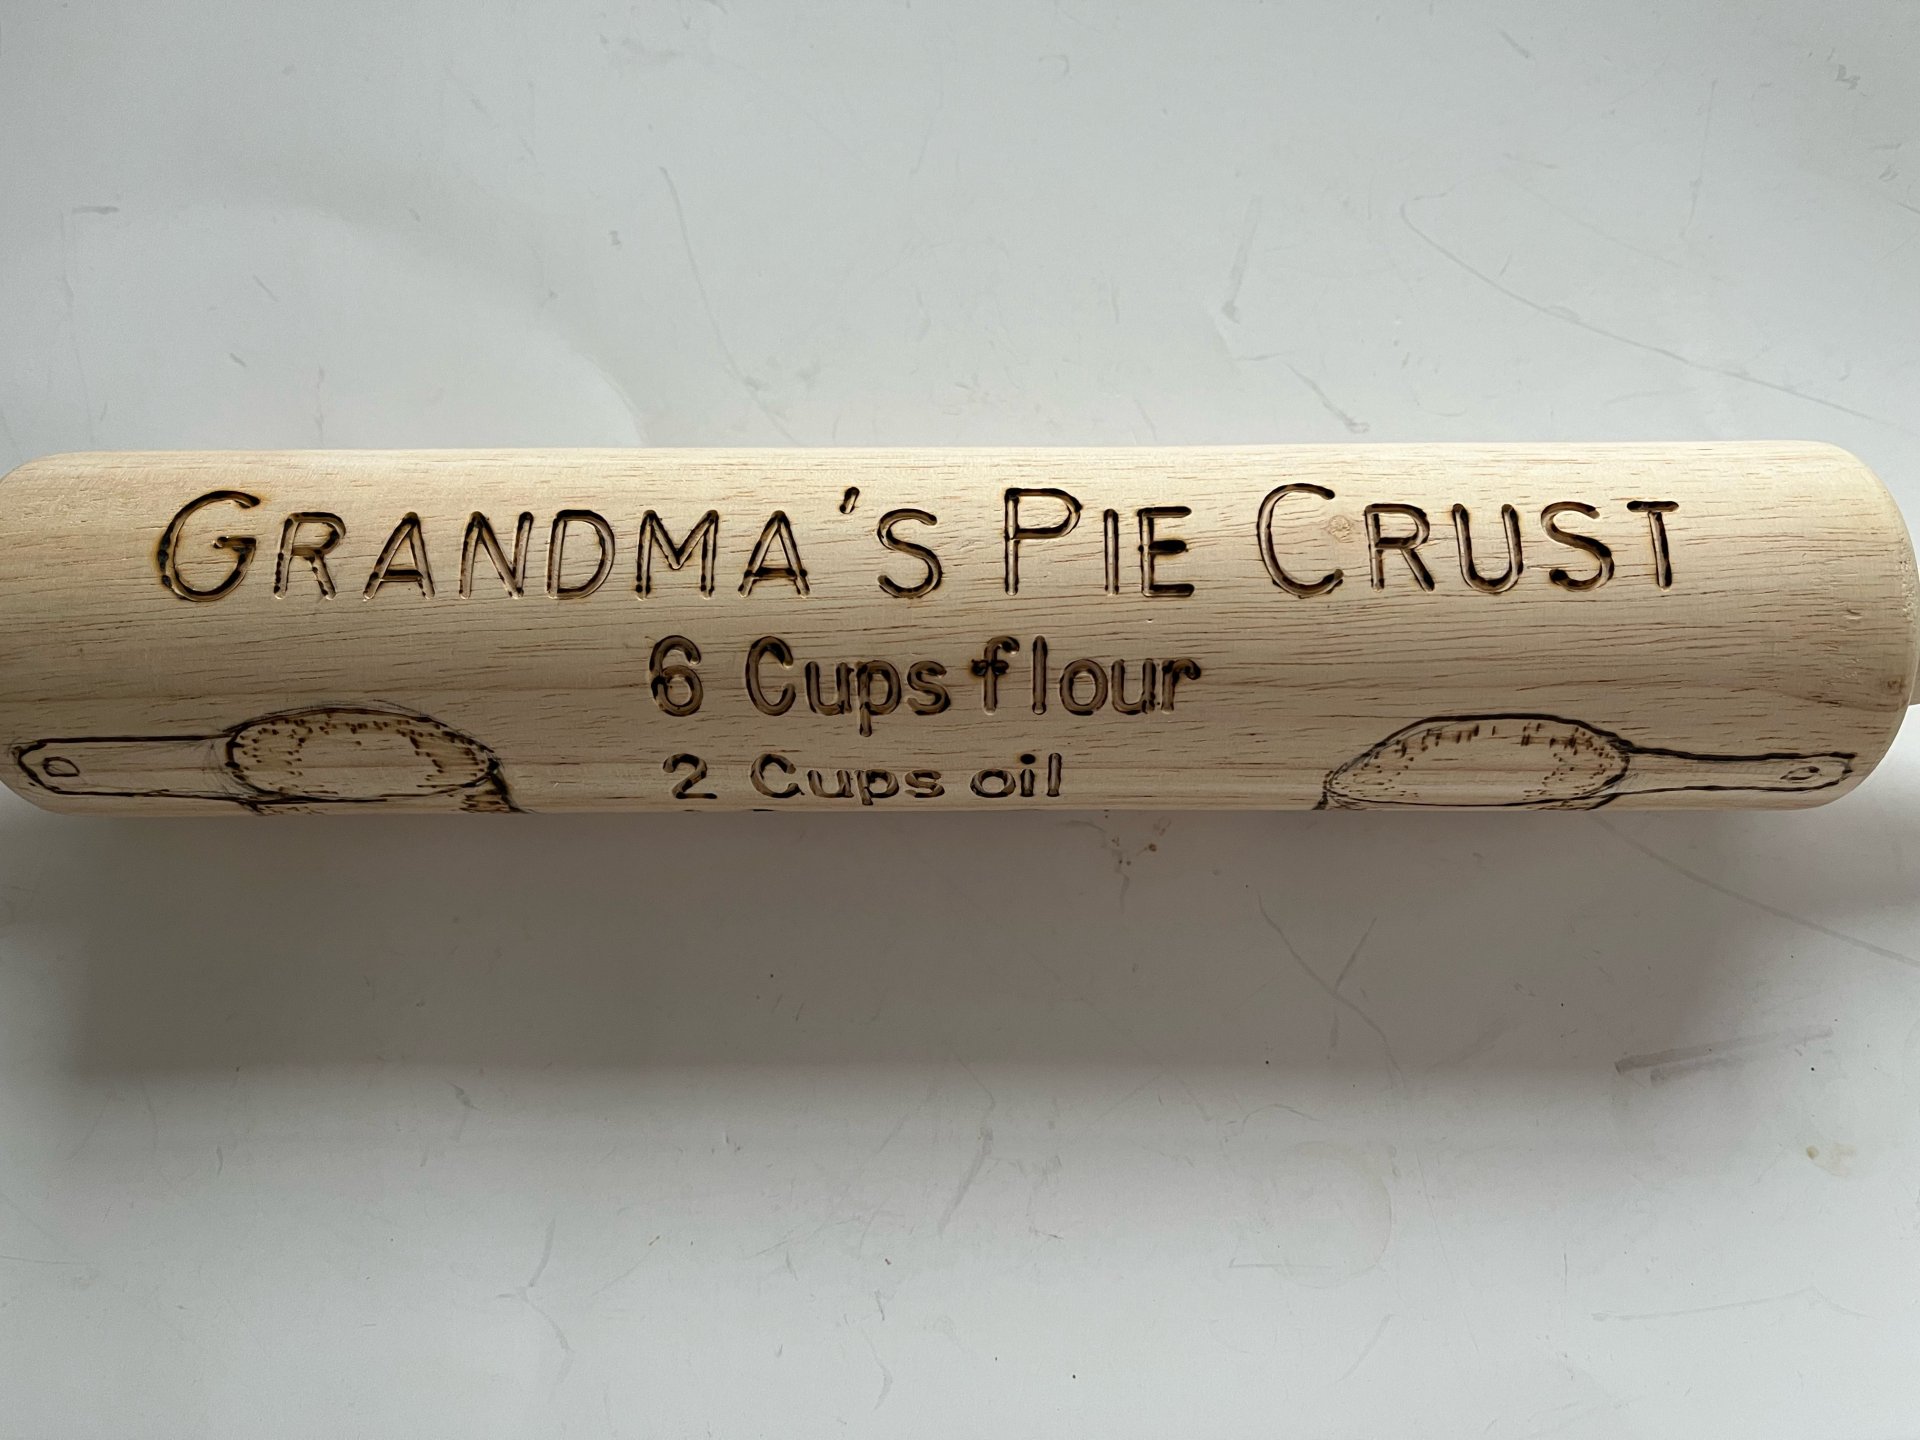 GRANDMA'S PIE CRUST
6 Cups flour
2 Cups oil